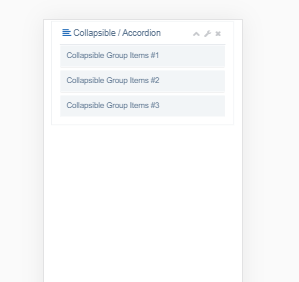 Collapsible / Accordion
Collapsible Group Items #1
Collapsible Group Items #2
Collapsible Group Items #3